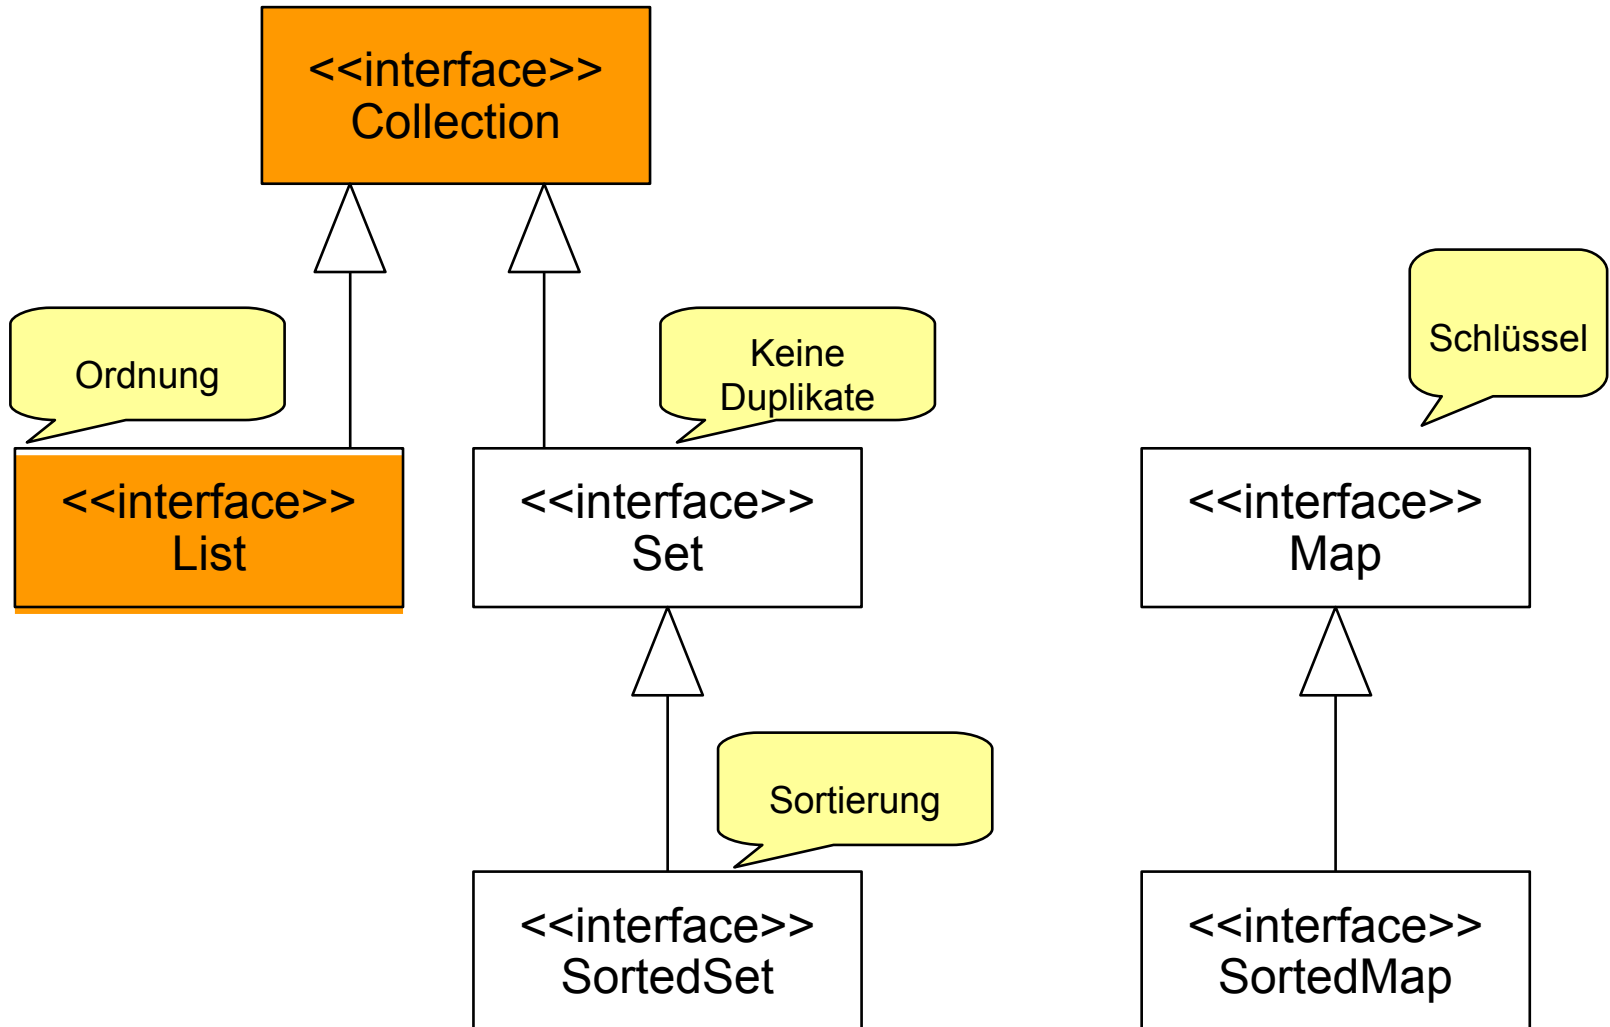 <<interface>>
Collection
Ordnung
Keine
Duplikate
Schlüssel
<<interface>>
List
<<interface>>
Set
<<interface>>
Map
Sortierung
<<interface>>
SortedSet
<<interface>>
SortedMap